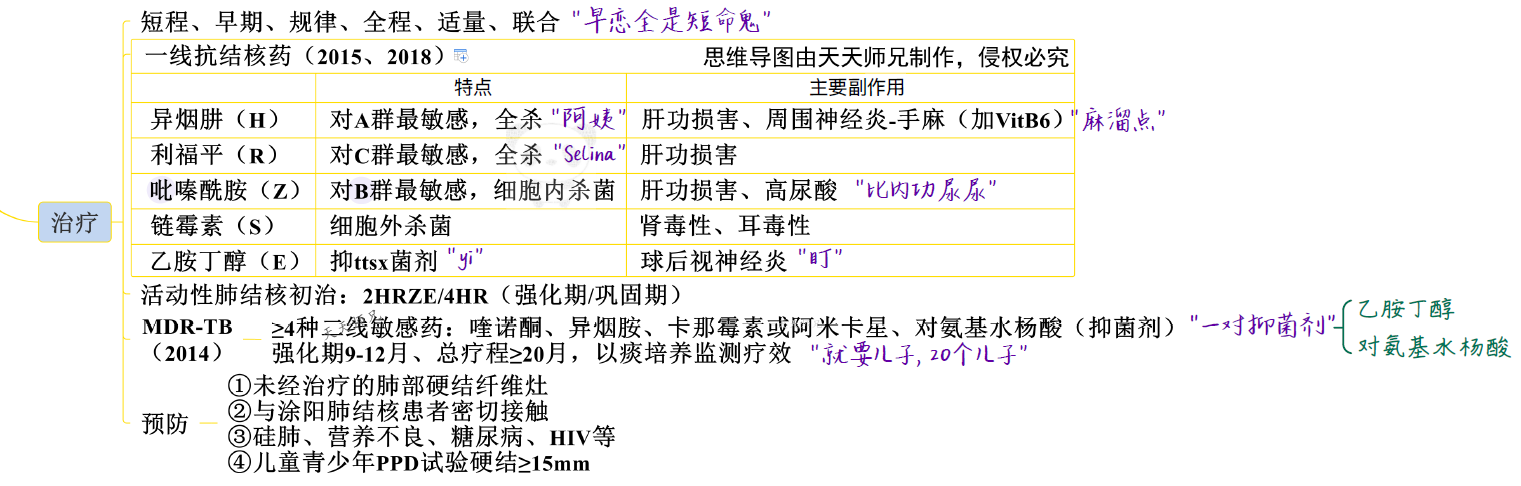 短程、早期、规律、全程、适量、联合 "早恋全是短命鬼"
一线抗结核药（2015、2018） 思维导图由天天师兄制作，侵权必究
特点 主要副作用
异烟肼（H） 对A群最敏感，全杀 "阿姨" 肝功损害、周围神经炎-手麻（加VitB6）"麻溜点"
利福平（R） 对C群最敏感，全杀 "Selina" 肝功损害
吡嗪酰胺（Z） 对B群最敏感，细胞内杀菌 肝功损害、高尿酸 "比内功尿尿"
治疗
链霉素（S） 细胞外杀菌 肾毒性、耳毒性
乙胺丁醇（E） 抑ttsx菌剂 "yi" 球后视神经炎 "盯"
活动性肺结核初治：2HRZE/4HR（强化期/巩固期）
MDR-TB ≥4种二线敏感药：喹诺酮、异烟胺、卡那霉素或阿米卡星、对氨基水杨酸（抑菌剂） "一对抑菌剂" 乙胺丁醇
（2014） 强化期9-12月、总疗程≥20月，以痰培养监测疗效 "就要儿子, 20个儿子" 对氨基水杨酸
预防
①未经治疗的肺部硬结纤维灶
②与涂阳肺结核患者密切接触
③硅肺、营养不良、糖尿病、HIV等
④儿童青少年PPD试验硬结≥15mm